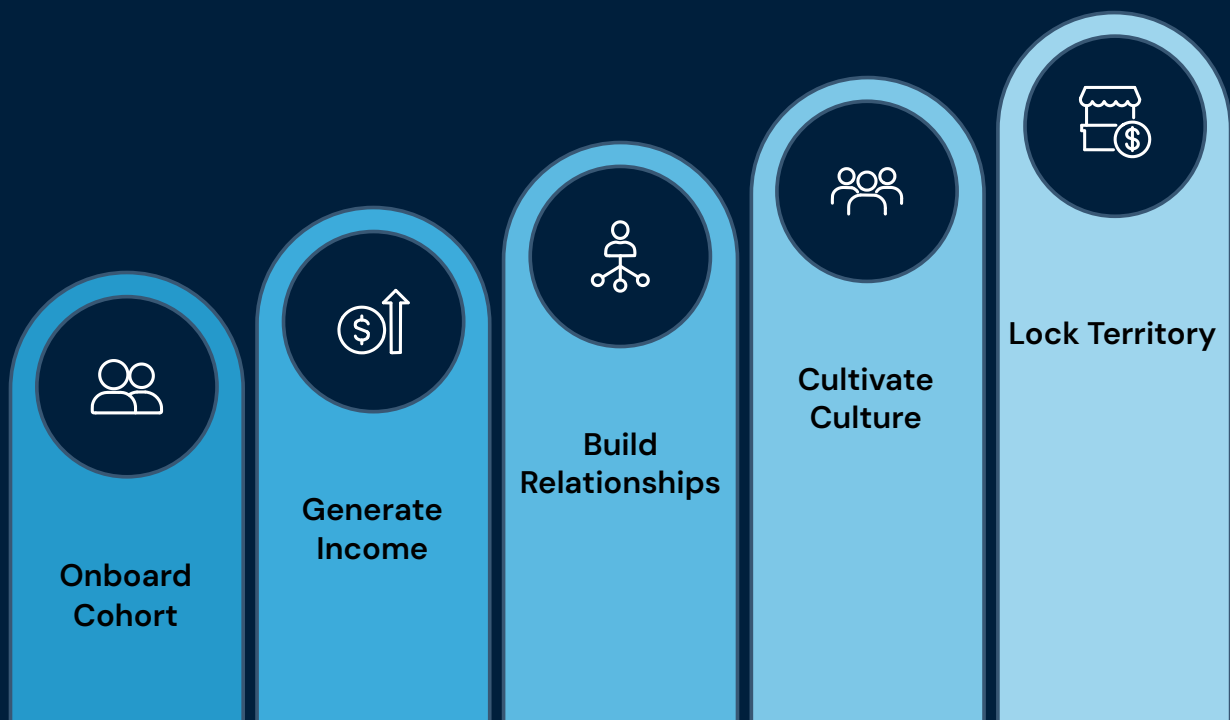 Onboard
Cohort
Generate
Income
Build
Relationships
Cultivate
Culture
Lock Territory
$
$